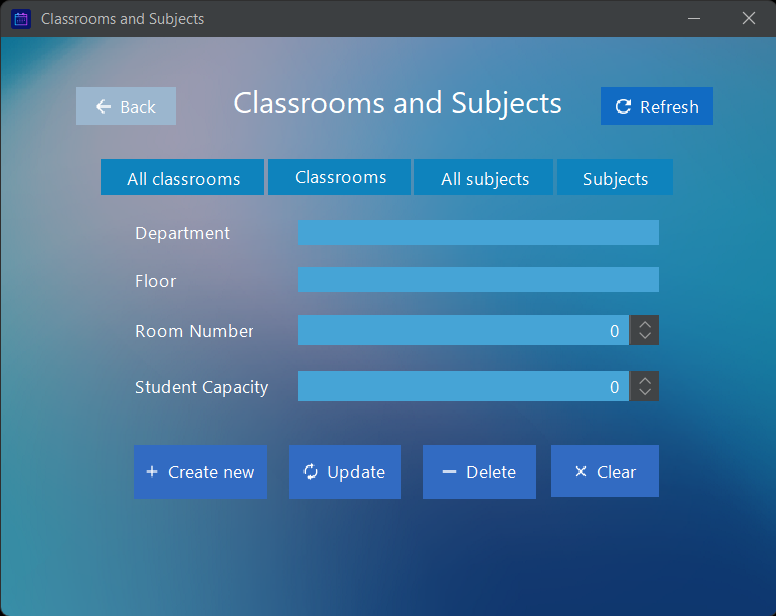 Classrooms and Subjects
Back
Classrooms and Subjects
Refresh
All classrooms
Classrooms
All subjects
Subjects
Department
Floor
Room Number
0
Student Capacity
0
Create new
Update
Delete
Clear